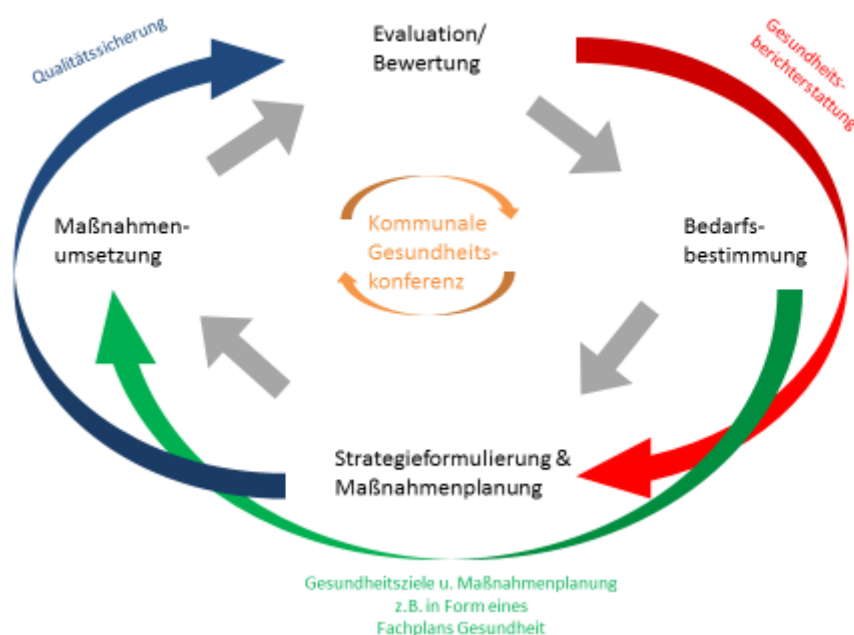 Qualitätssicherung
Evaluation/
Bewertung
Gesundheits-
berichterstattung
Maßnahmen-
umsetzung
Kommunale
Gesundheits-
konferenz
Bedarfs-
bestimmung
Strategieformulierung &
Maßnahmenplanung
Gesundheitsziele u. Maßnahmenplanung
z.B. in Form eines
Fachplans Gesundheit